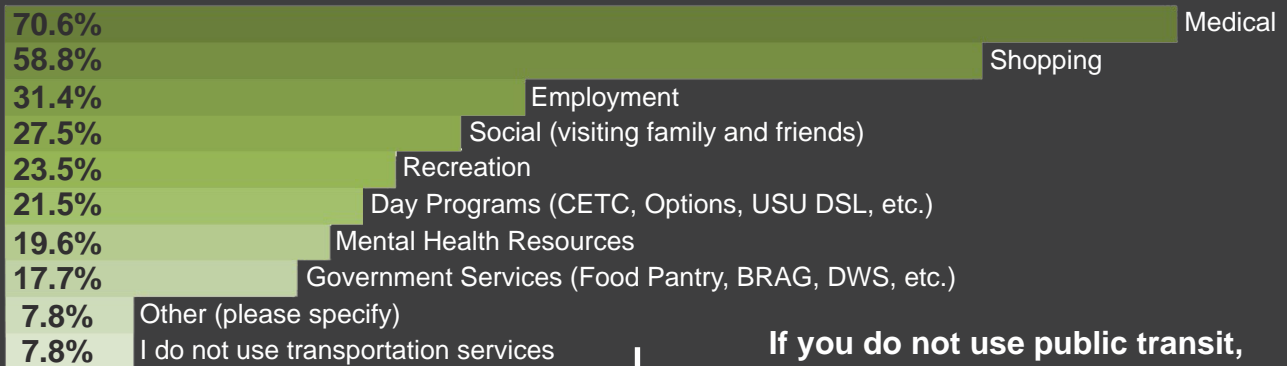 70.6% Medical
58.8% Shopping
31.4% Employment
27.5% Social (visiting family and friends)
23.5% Recreation
21.5% Day Programs (CETC, Options, USU DSL, etc.)
19.6% Mental Health Resources
17.7% Government Services (Food Pantry, BRAG, DWS, etc.)
7.8% Other (please specify)
7.8% I do not use transportation services
If you do not use public transit,